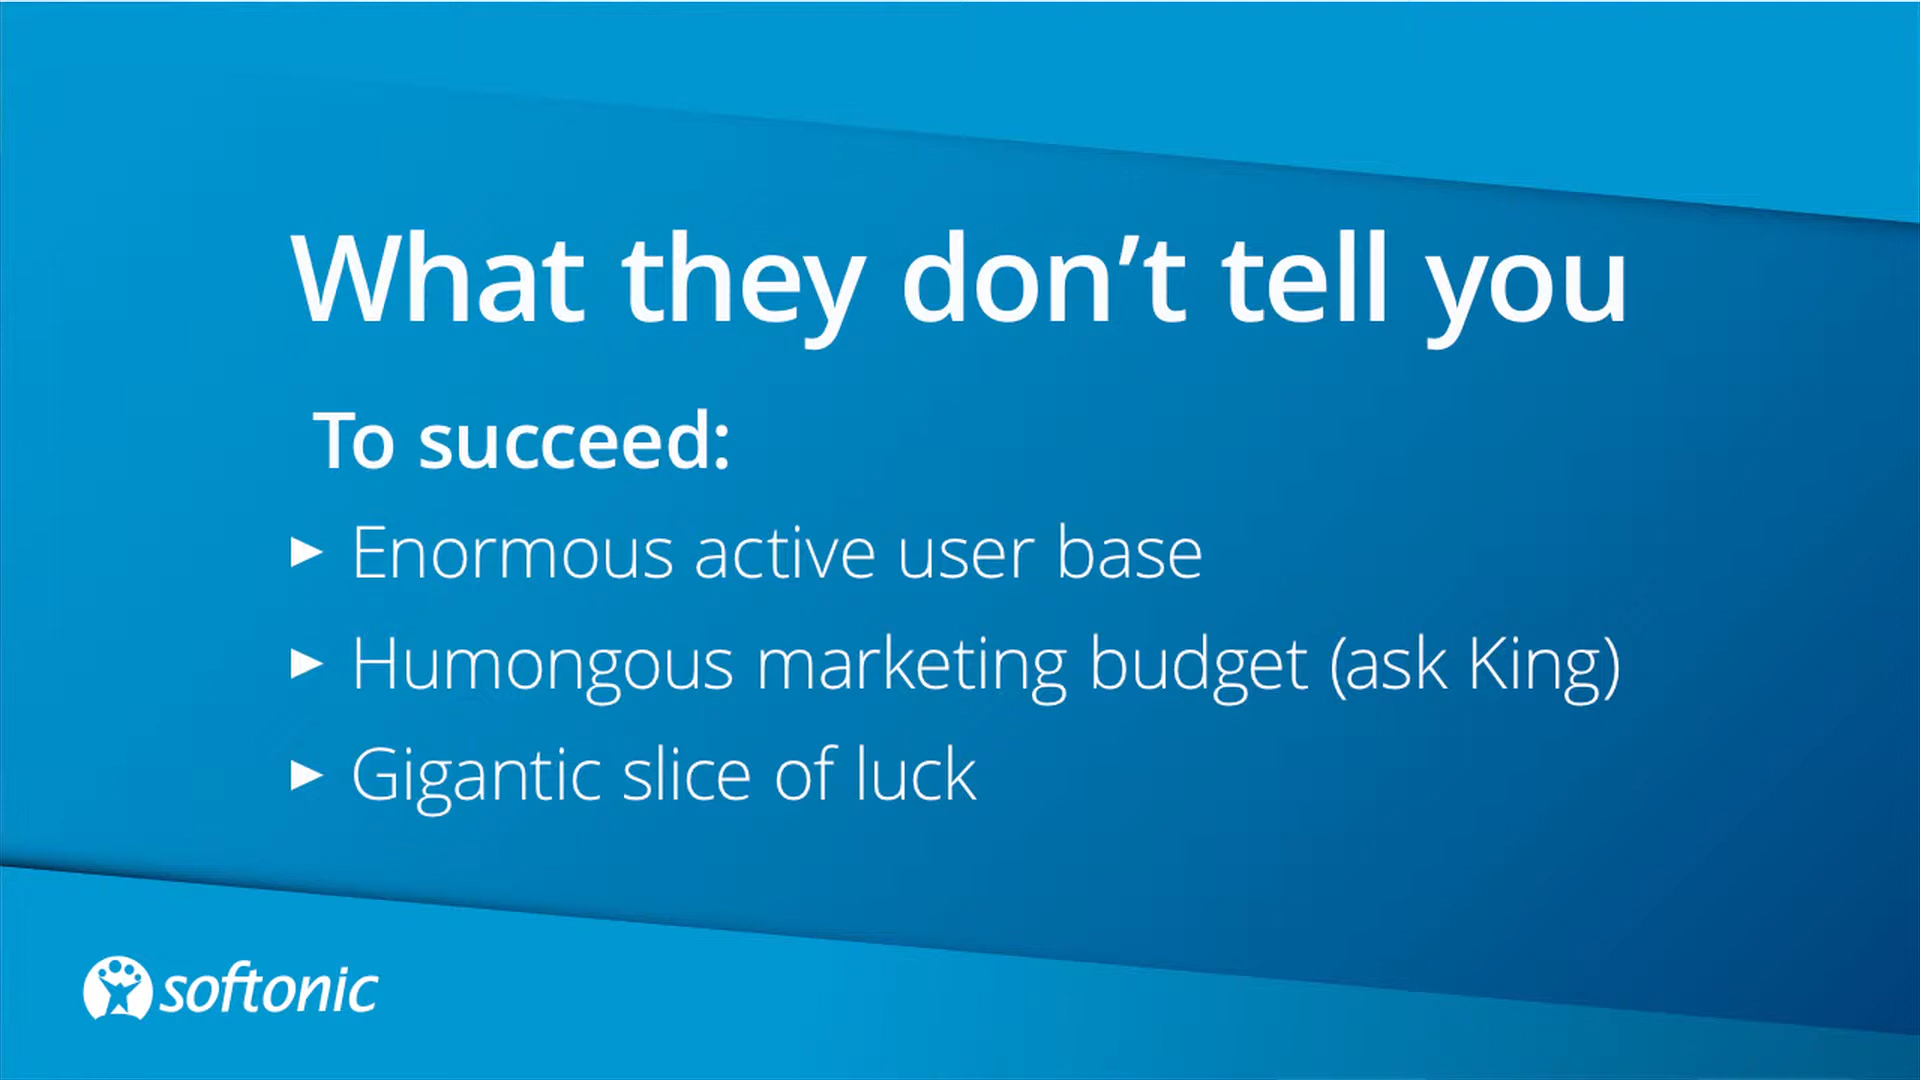 What they don’t tell you
To succeed:
► Enormous active user base
► Humongous marketing budget (ask King)
► Gigantic slice of luck
softonic